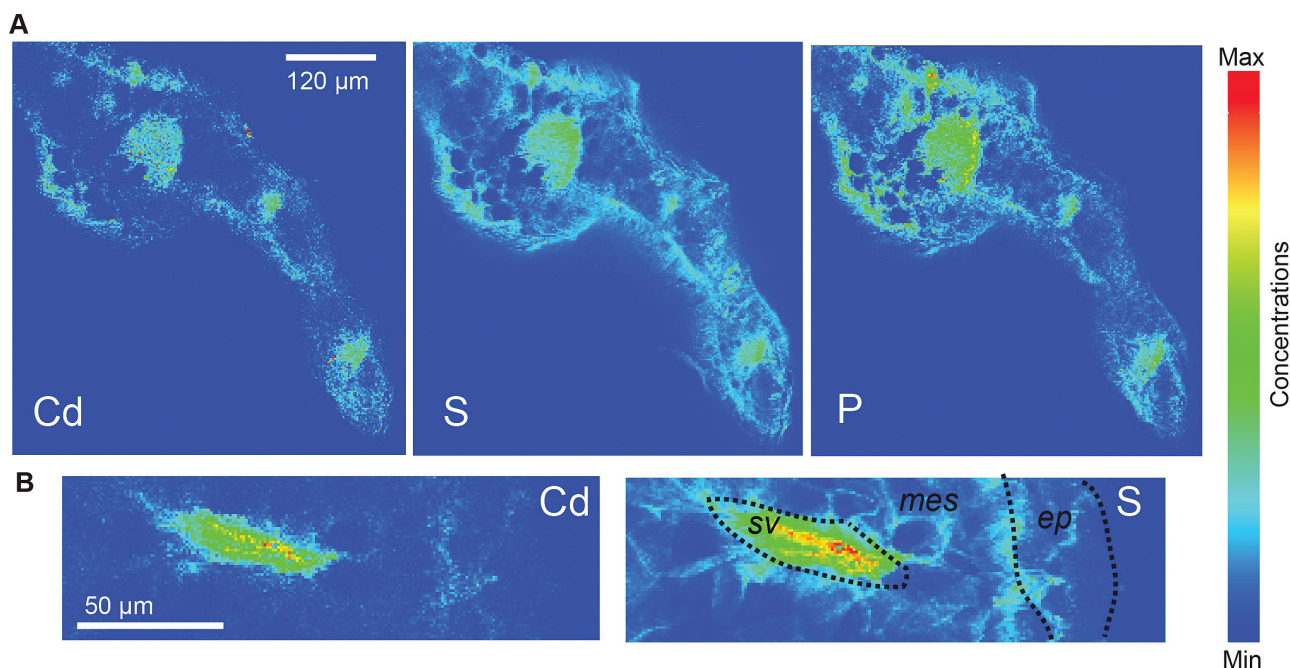 A
120 µm
Cd
S
P
Max
Concentrations
Min
B
Cd
50 µm
sv
mes
ep
S